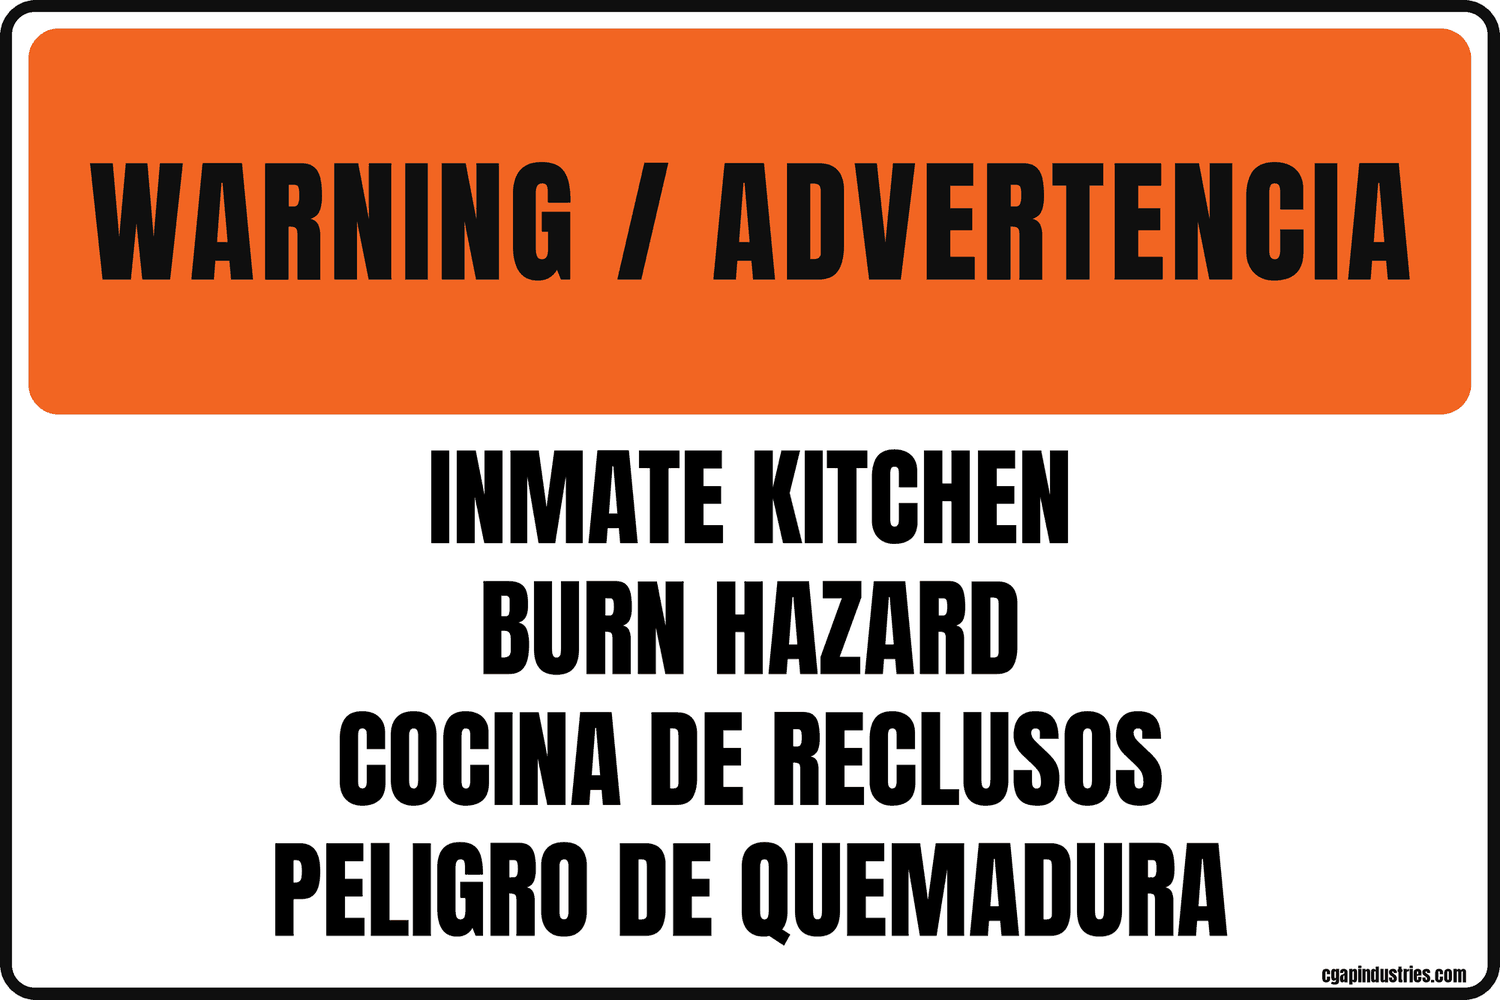 WARNING / ADVERTENCIA
INMATE KITCHEN
BURN HAZARD
COCINA DE RECLUSOS
PELIGRO DE QUEMADURA
cgapindustries.com